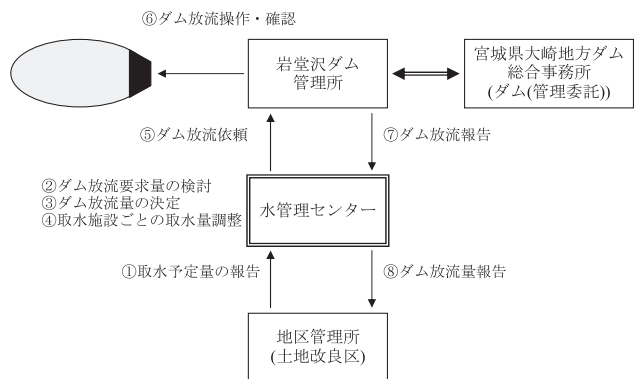 ⑥ダム放流操作・確認
岩堂沢ダム
管理所
宮城県大崎地方ダム
総合事務所
(ダム(管理委託))
⑤ダム放流依頼
⑦ダム放流報告
②ダム放流要求量の検討
③ダム放流量の決定
④取水施設ごとの取水量調整
水管理センター
①取水予定量の報告
⑧ダム放流量報告
地区管理所
(土地改良区)